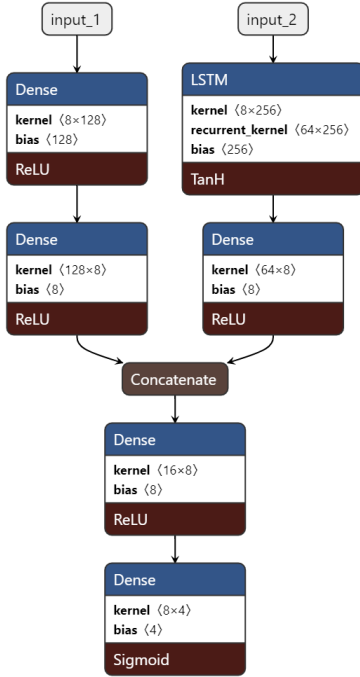 input_1
Dense
kernel ⟨8×128⟩
bias ⟨128⟩
ReLU
Dense
kernel ⟨128×8⟩
bias ⟨8⟩
ReLU
input_2
LSTM
kernel ⟨8×256⟩
recurrent_kernel ⟨64×256⟩
bias ⟨256⟩
TanH
Dense
kernel ⟨64×8⟩
bias ⟨8⟩
ReLU
Concatenate
Dense
kernel ⟨16×8⟩
bias ⟨8⟩
ReLU
Dense
kernel ⟨8×4⟩
bias ⟨4⟩
Sigmoid